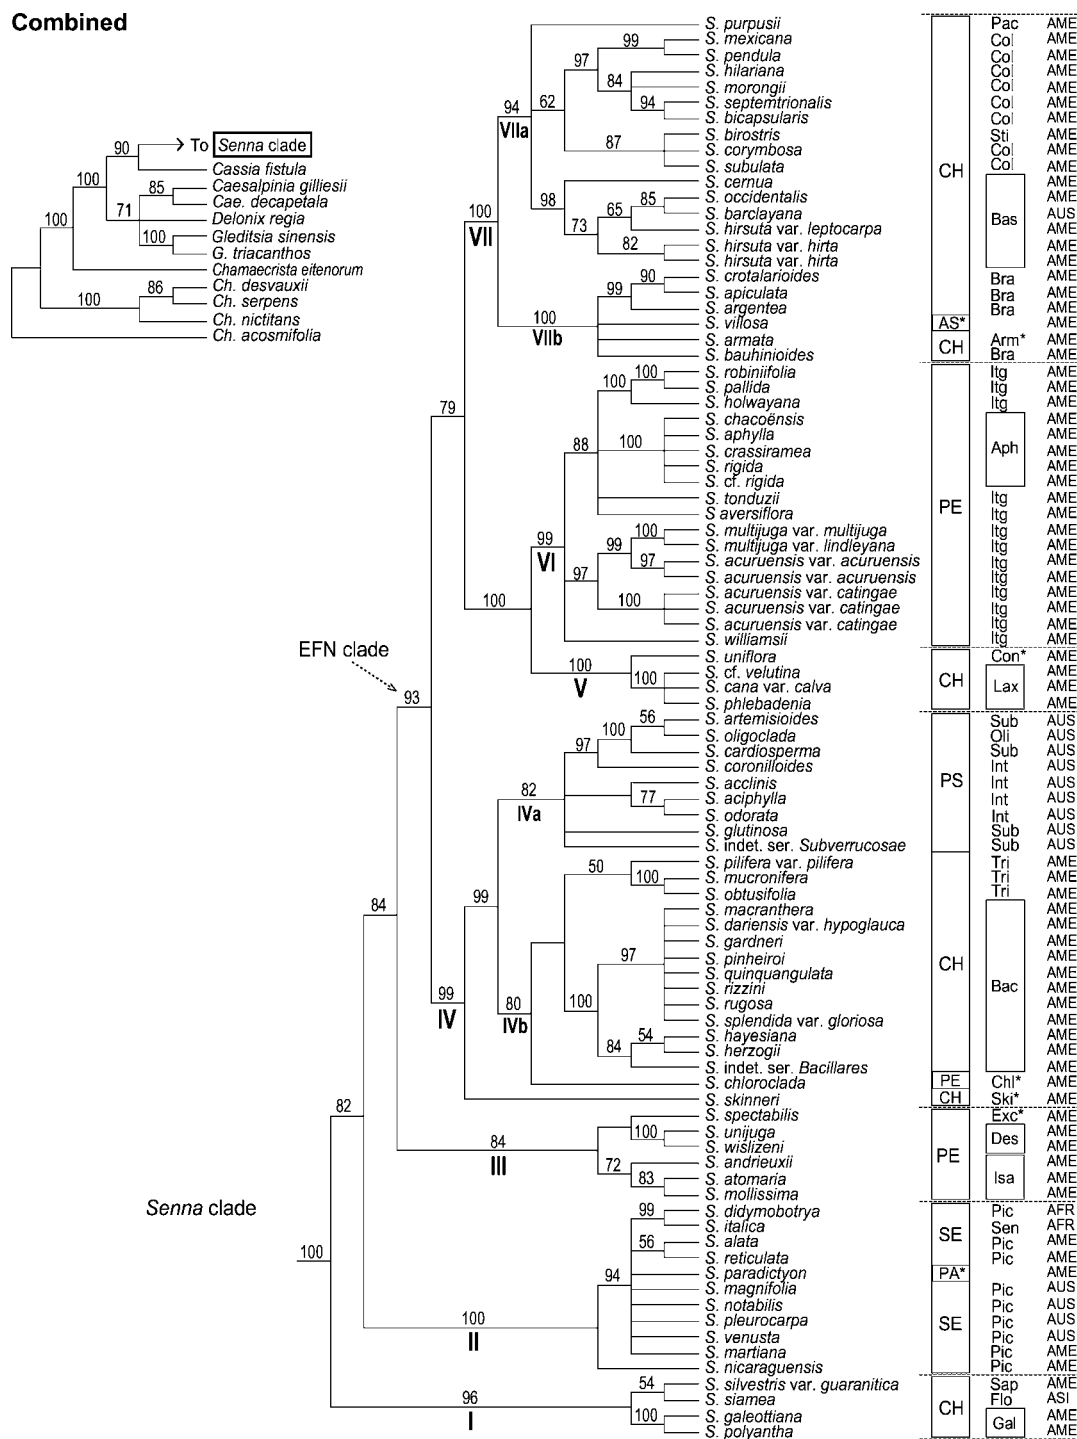 Combined
To Senna clade
90
Cassia fistula
100
85
Caesalpinia gilliesii
Cae. decapetala
71
Delonix regia
100
100
Gleditsia sinensis
G. triacanthos
Chamaecrista eitenorum
86
Ch. desvauxii
100
Ch. serpens
Ch. nictitans
Ch. acosmifolia
S. purpusii Pac AME
99 S. mexicana Col AME
97 S. pendula Col AME
S. hilariana Col AME
84 S. morongii Col AME
94 62 94 S. septemtrionalis Col AME
VIIa S. bicapsularis Col AME
S. birostris Sti AME
87 S. corymbosa Col AME
S. subulata Col AME
CH
S. cernua AME
98 85 S. occidentalis AME
65 S. barclayana AUS
Bas
100 73 S. hirsuta var. leptocarpa AME
VII 82 S. hirsuta var. hirta AME
S. hirsuta var. hirta AME
90 S. crotalarioides Bra AME
99 S. apiculata Bra AME
S. argentea Bra AME
100 S. villosa AS* AME
VIIb S. armata Arm* AME
CH
S. bauhinioides Bra AME
100 S. robiniifolia Itg AME
100 S. pallida Itg AME
S. holwayana Itg AME
79
S. chacoënsis AME
S. aphylla AME
88 100 S. crassiramea Aph AME
S. rigida AME
S. cf. rigida AME
S. tonduzii Itg AME
PE
S aversiflora Itg AME
100 S. multijuga var. multijuga Itg AME
99 99 S. multijuga var. lindleyana Itg AME
VI 97 S. acuruensis var. acuruensis Itg AME
97 S. acuruensis var. acuruensis Itg AME
S. acuruensis var. catingae Itg AME
100 100 S. acuruensis var. catingae Itg AME
S. acuruensis var. catingae Itg AME
S. williamsii Itg AME
EFN clade
S. uniflora Con* AME
100 S. cf. velutina AME
V 100 S. cana var. calva CH Lax AME
93
S. phlebadenia AME
56 S. artemisioides Sub AUS
100 S. oligoclada Oli AUS
97 S. cardiosperma Sub AUS
S. coronilloides Int AUS
PS
82 S. acclinis Int AUS
IVa 77 S. aciphylla Int AUS
S. odorata Int AUS
S. glutinosa Sub AUS
S. indet. ser. Subverrucosae Sub AUS
50 S. pilifera var. pilifera Tri AME
100 S. mucronifera Tri AME
99
S. obtusifolia Tri AME
84
S. macranthera AME
S. dariensis var. hypoglauca AME
S. gardneri AME
97 S. pinheiroi AME
CH
S. quinquangulata AME
Bac
99 S. rizzini AME
IV 80 100 S. rugosa AME
IVb S. splendida var. gloriosa AME
54 S. hayesiana AME
84 S. herzogii AME
S. indet. ser. Bacillares AME
S. chloroclada PE Chl* AME
S. skinneri CH Ski* AME
82
S. spectabilis Exc* AME
100 S. unijuga AME
84 Des
III S. wislizeni AME
PE
72 S. andrieuxii AME
83 S. atomaria Isa AME
S. mollissima AME
Senna clade
99 S. didymobotrya Pic AFR
S. italica Sen AFR
SE
56 S. alata Pic AME
100 S. reticulata Pic AME
94 S. paradictyon PA* AME
S. magnifolia Pic AUS
S. notabilis Pic AUS
100 S. pleurocarpa Pic AUS
SE
II S. venusta Pic AUS
S. martiana Pic AME
S. nicaraguensis Pic AME
54 S. silvestris var. guaranitica Sap AME
96 S. siamea Flo ASI
CH
I 100 S. galeottiana AME
Gal
S. polyantha AME